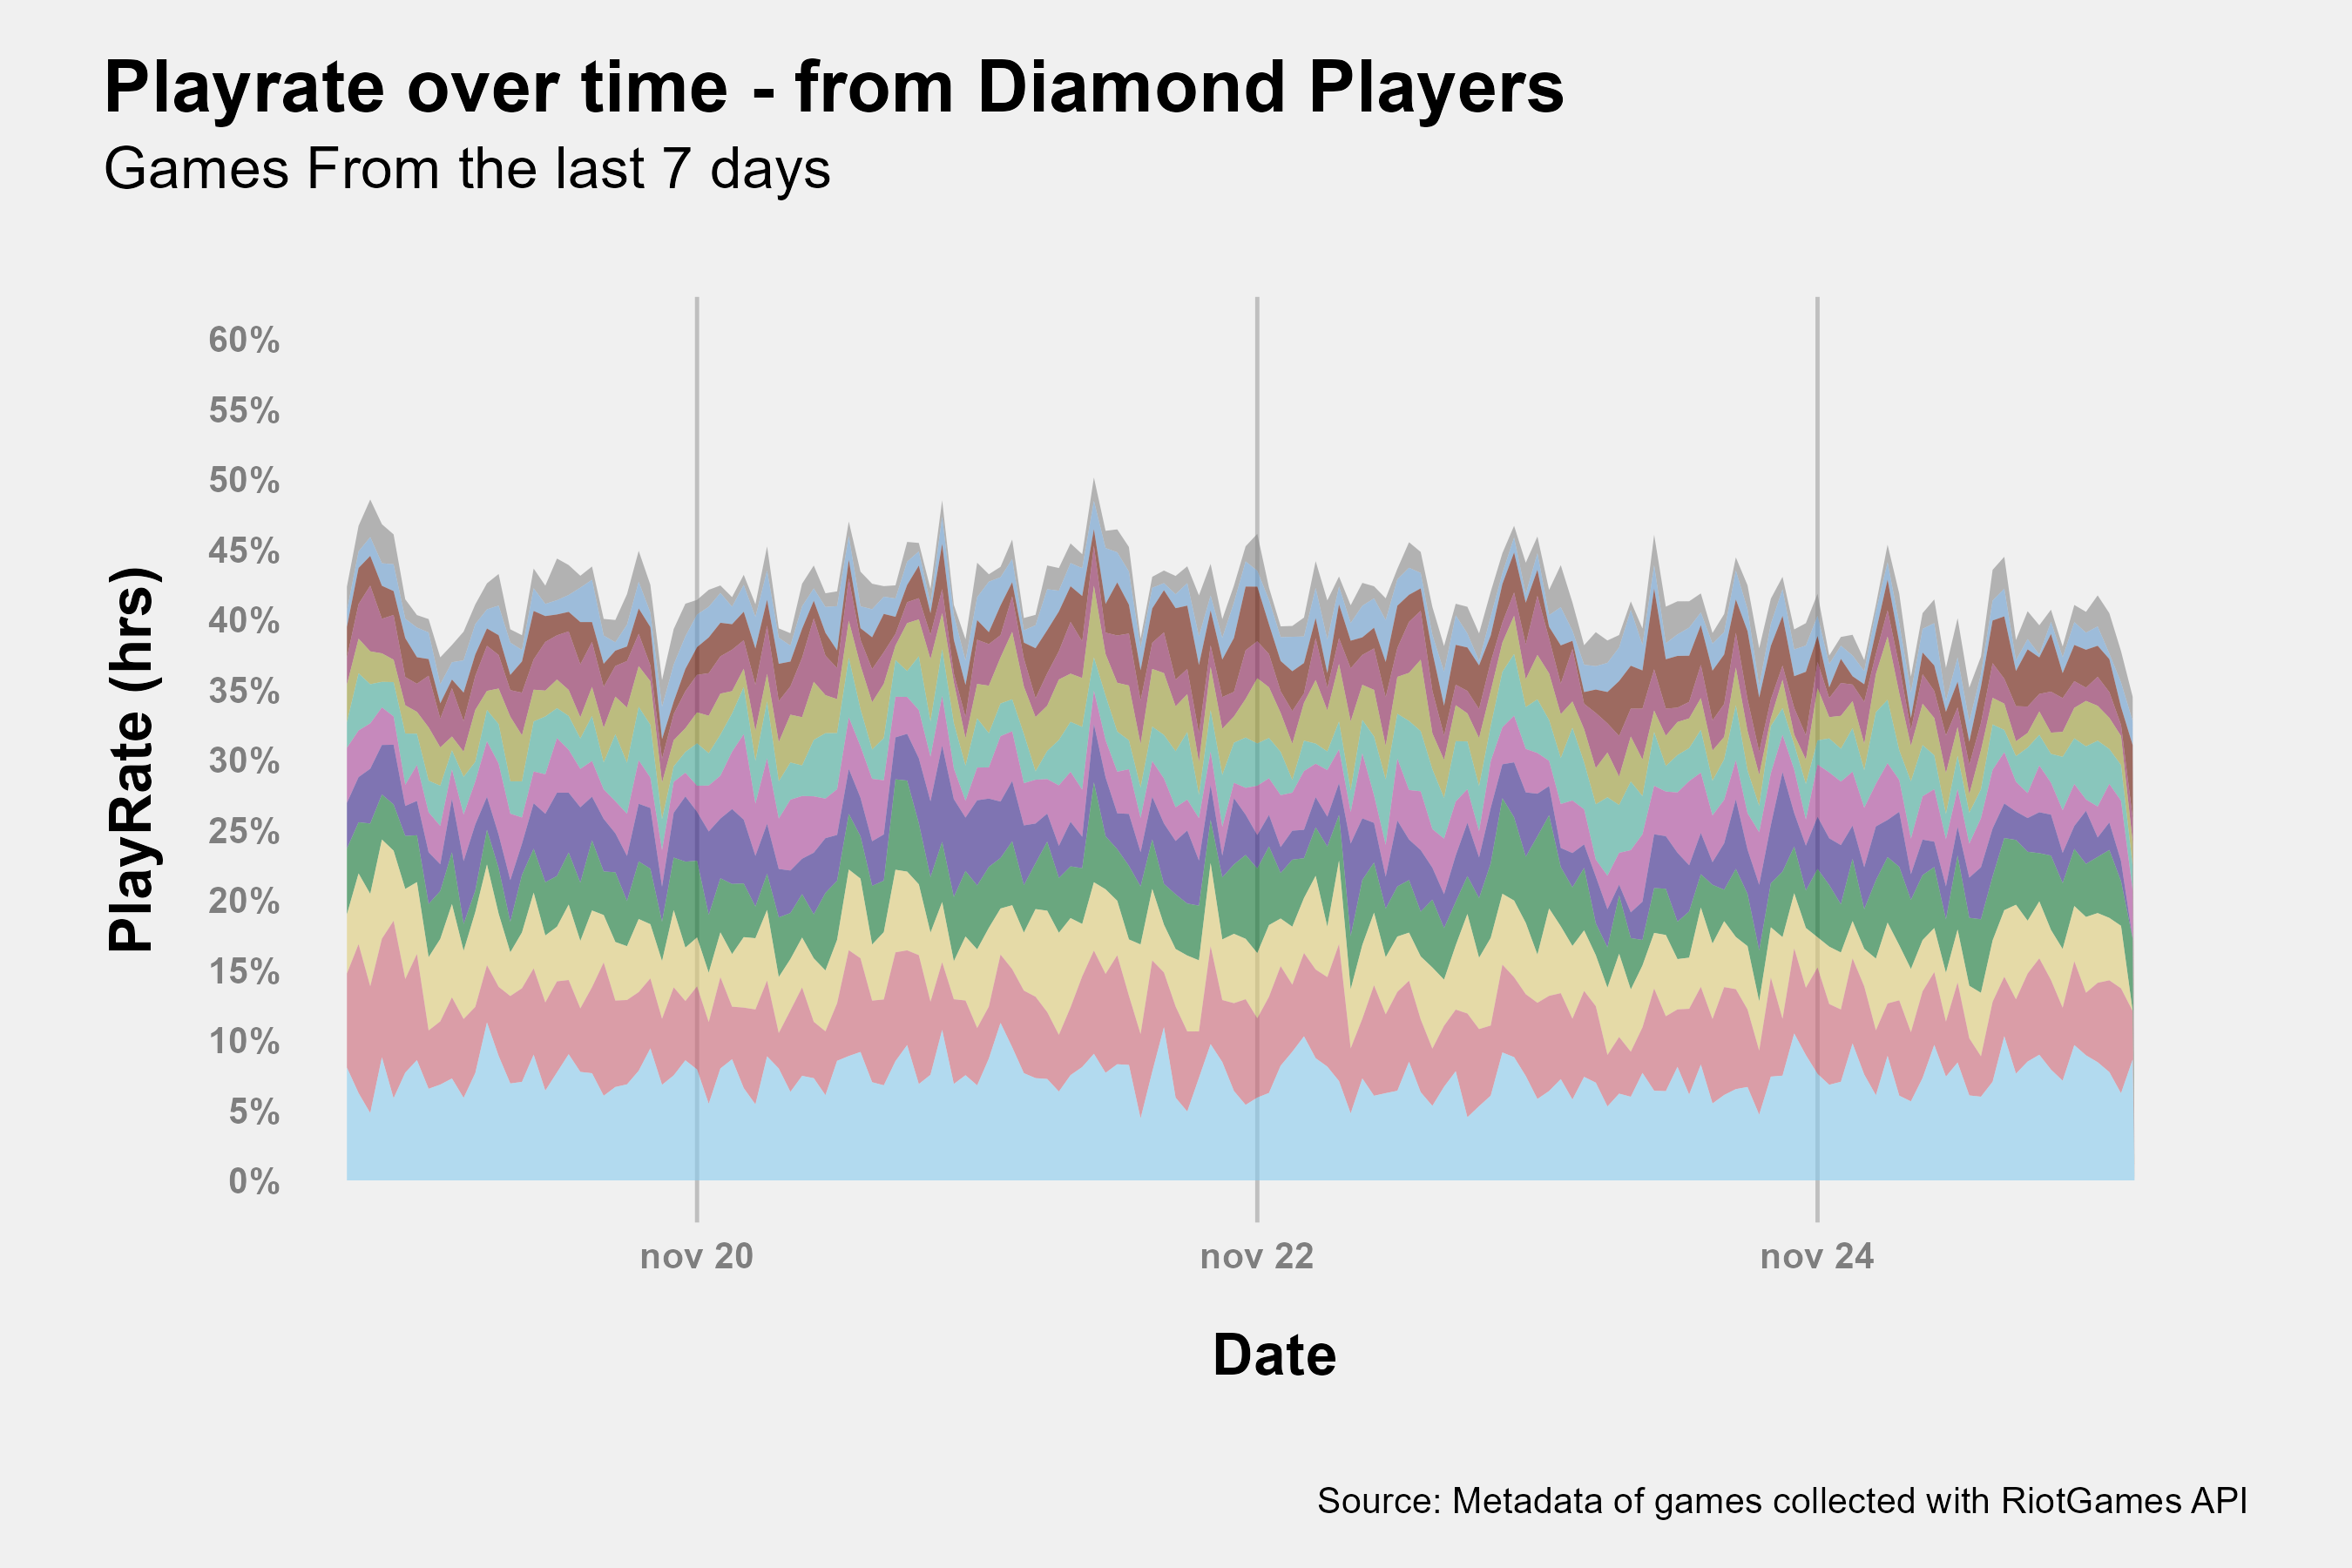 Playrate over time - from Diamond Players
Games From the last 7 days
PlayRate (hrs)
60%
55%
50%
45%
40%
35%
30%
25%
20%
15%
10%
5%
0%
nov 20
nov 22
nov 24
Date
Source: Metadata of games collected with RiotGames API